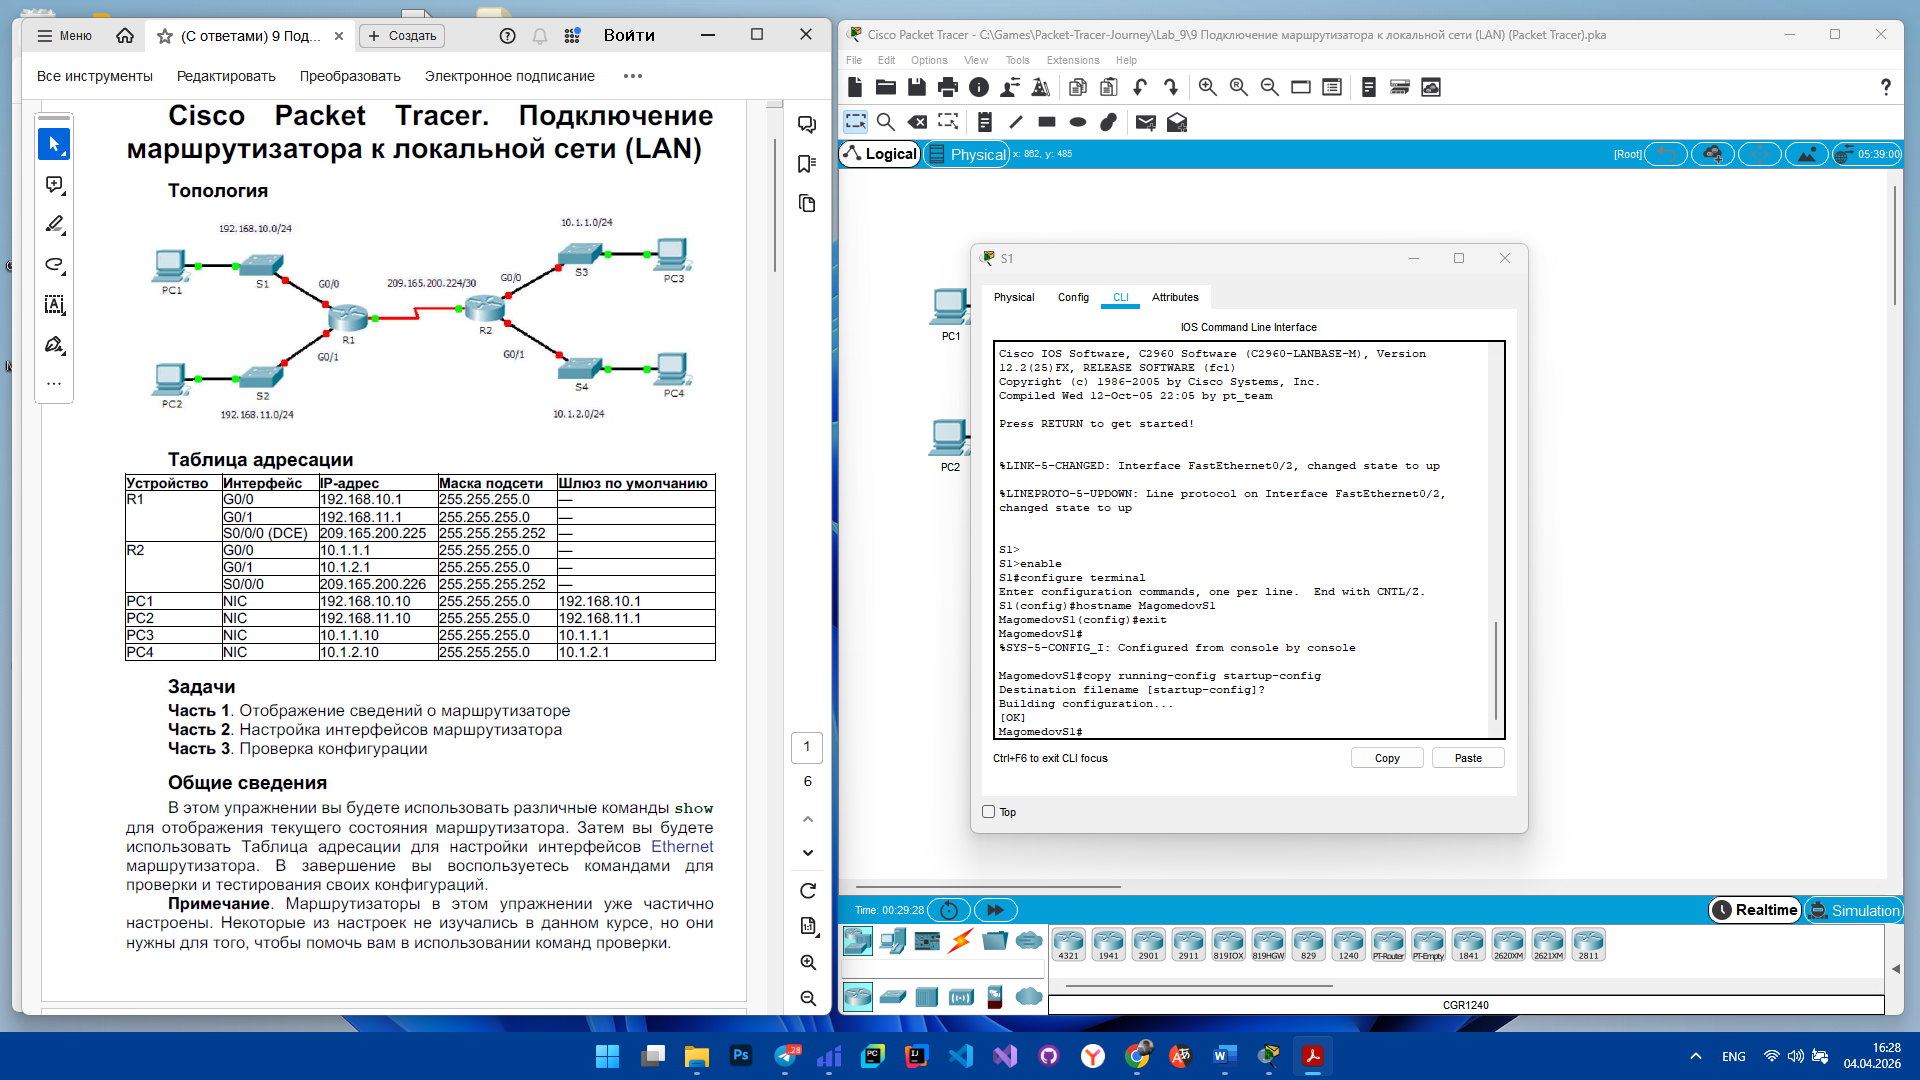 Меню
(С ответами) 9 Под...
Создать
Войти
Все инструменты
Редактировать
Преобразовать
Электронное подписание
Cisco Packet Tracer. Подключение
маршрутизатора к локальной сети (LAN)
Топология
192.168.10.0/24
10.1.1.0/24
PC1
S1
G0/0
209.165.200.224/30
G0/0
S3
PC3
R1
R2
G0/1
G0/1
PC2
S2
S4
PC4
192.168.11.0/24
10.1.2.0/24
Таблица адресации
Устройство Интерфейс IP-адрес Маска подсети Шлюз по умолчанию
R1 G0/0 192.168.10.1 255.255.255.0 —
G0/1 192.168.11.1 255.255.255.0 —
S0/0/0 (DCE) 209.165.200.225 255.255.255.252 —
R2 G0/0 10.1.1.1 255.255.255.0 —
G0/1 10.1.2.1 255.255.255.0 —
S0/0/0 209.165.200.226 255.255.255.252 —
PC1 NIC 192.168.10.10 255.255.255.0 192.168.10.1
PC2 NIC 192.168.11.10 255.255.255.0 192.168.11.1
PC3 NIC 10.1.1.10 255.255.255.0 10.1.1.1
PC4 NIC 10.1.2.10 255.255.255.0 10.1.2.1
Задачи
Часть 1. Отображение сведений о маршрутизаторе
Часть 2. Настройка интерфейсов маршрутизатора
Часть 3. Проверка конфигурации
Общие сведения
В этом упражнении вы будете использовать различные команды show
для отображения текущего состояния маршрутизатора. Затем вы будете
использовать Таблица адресации для настройки интерфейсов Ethernet
маршрутизатора. В завершение вы воспользуетесь командами для
проверки и тестирования своих конфигураций.
Примечание. Маршрутизаторы в этом упражнении уже частично
настроены. Некоторые из настроек не изучались в данном курсе, но они
нужны для того, чтобы помочь вам в использовании команд проверки.
1
6
Cisco Packet Tracer - C:\Games\Packet-Tracer-Journey\Lab_9\9 Подключение маршрутизатора к локальной сети (LAN) (Packet Tracer).pka
File Edit Options View Tools Extensions Help
Logical
Physical
x: 862, y: 485
[Root]
05:39:00
PC1
PC2
S1
Physical Config CLI Attributes
IOS Command Line Interface
Cisco IOS Software, C2960 Software (C2960-LANBASE-M), Version
12.2(25)FX, RELEASE SOFTWARE (fc1)
Copyright (c) 1986-2005 by Cisco Systems, Inc.
Compiled Wed 12-Oct-05 22:05 by pt_team
Press RETURN to get started!
%LINK-5-CHANGED: Interface FastEthernet0/2, changed state to up
%LINEPROTO-5-UPDOWN: Line protocol on Interface FastEthernet0/2,
changed state to up
S1>
S1>enable
S1#configure terminal
Enter configuration commands, one per line.  End with CNTL/Z.
S1(config)#hostname MagomedovS1
MagomedovS1(config)#exit
MagomedovS1#
%SYS-5-CONFIG_I: Configured from console by console
MagomedovS1#copy running-config startup-config
Destination filename [startup-config]?
Building configuration...
[OK]
MagomedovS1#
Ctrl+F6 to exit CLI focus
Copy
Paste
Top
Time: 00:29:28
Realtime
Simulation
4321 1941 2901 2911 819IOX 819HGW 829 1240 PT-Router PT-Empty 1841 2620XM 2621XM 2811
CGR1240
28
ENG
16:28
04.04.2026